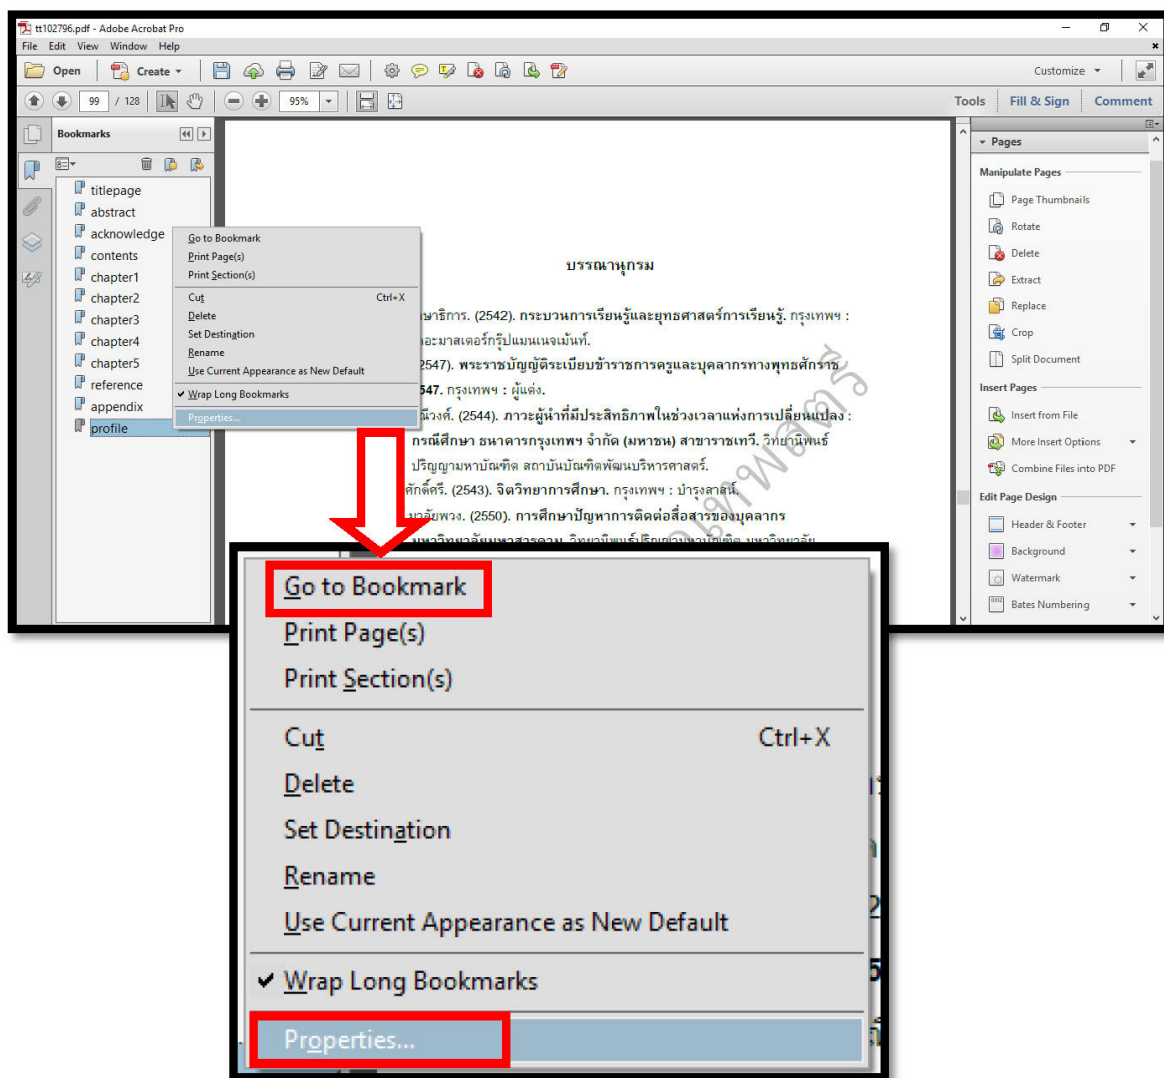 tt102796.pdf - Adobe Acrobat Pro
File Edit View Window Help
Open Create Customize
99 / 128 95% Tools Fill & Sign Comment
Bookmarks
titlepage
abstract
acknowledge
contents
chapter1
chapter2
chapter3
chapter4
chapter5
reference
appendix
profile
Go to Bookmark
Print Page(s)
Print Section(s)
Cut Ctrl+X
Delete
Set Destination
Rename
Use Current Appearance as New Default
Wrap Long Bookmarks
Properties...
บรรณานุกรม
(2542). กระบวนการเรียนรู้และยุทธศาสตร์การเรียนรู้. กรุงเทพฯ :
2547). พระราชบัญญัติระเบียบข้าราชการครูและบุคลากรทางพุทธศักราช
547. กรุงเทพฯ : ผู้แต่ง.
(2544). ภาวะผู้นำที่มีประสิทธิภาพในช่วงเวลาแห่งการเปลี่ยนแปลง :
กรณีศึกษา ธนาคารกรุงเทพฯ จำกัด (มหาชน) สาขาราชเทวี. วิทยานิพนธ์
ปริญญามหาบัณฑิต สถาบันบัณฑิตพัฒนบริหารศาสตร์.
ศักดิ์ศรี. (2543). จิตวิทยาการศึกษา. กรุงเทพฯ : บำรุงสาสน์.
มาลัยพวง. (2550). การศึกษาปัญหาการติดต่อสื่อสารของบุคลากร
Pages
Manipulate Pages
Page Thumbnails
Rotate
Delete
Extract
Replace
Crop
Split Document
Insert Pages
Insert from File
More Insert Options
Combine Files into PDF
Edit Page Design
Header & Footer
Background
Watermark
Bates Numbering
Go to Bookmark
Print Page(s)
Print Section(s)
Cut Ctrl+X
Delete
Set Destination
Rename
Use Current Appearance as New Default
Wrap Long Bookmarks
Properties...